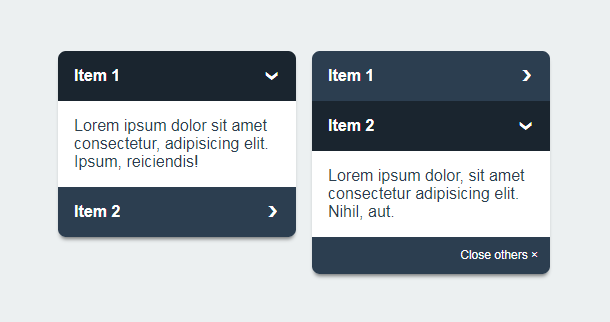 Item 1
Lorem ipsum dolor sit amet
consectetur, adipisicing elit.
Ipsum, reiciendis!
Item 2
Item 1
Item 2
Lorem ipsum dolor, sit amet
consectetur adipisicing elit.
Nihil, aut.
Close others ×